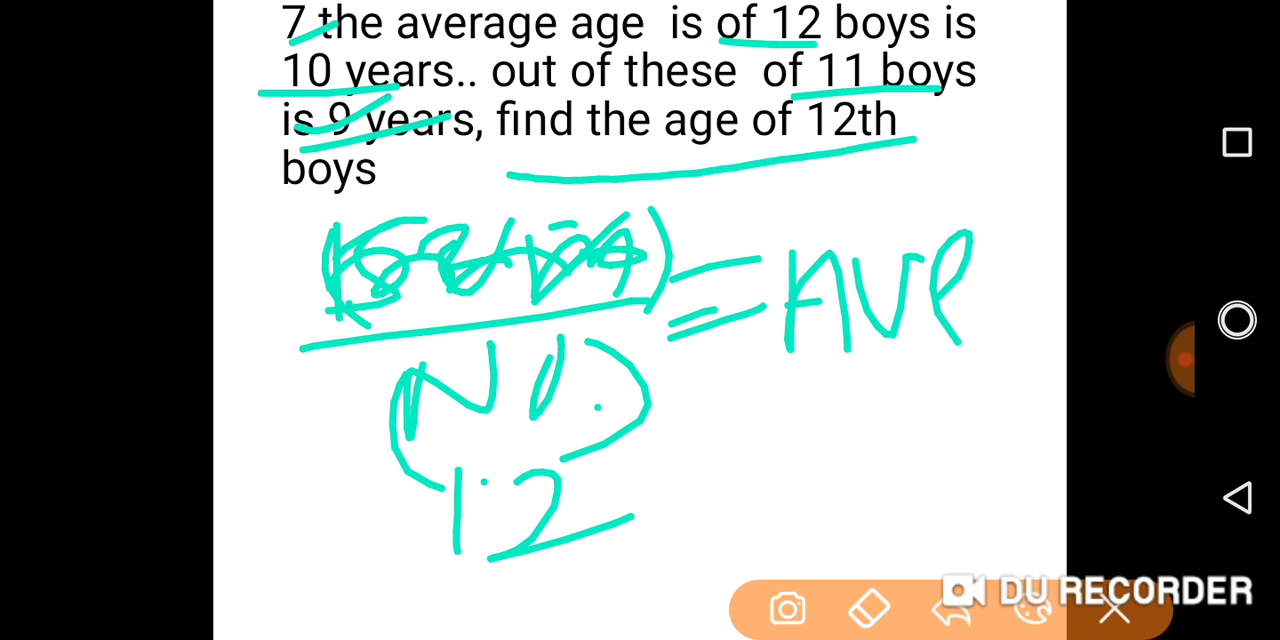 7 the average age  is of 12 boys is
10 years.. out of these  of 11 boys
is 9 years, find the age of 12th
boys
= AVe
NO.
12
DU RECORDER